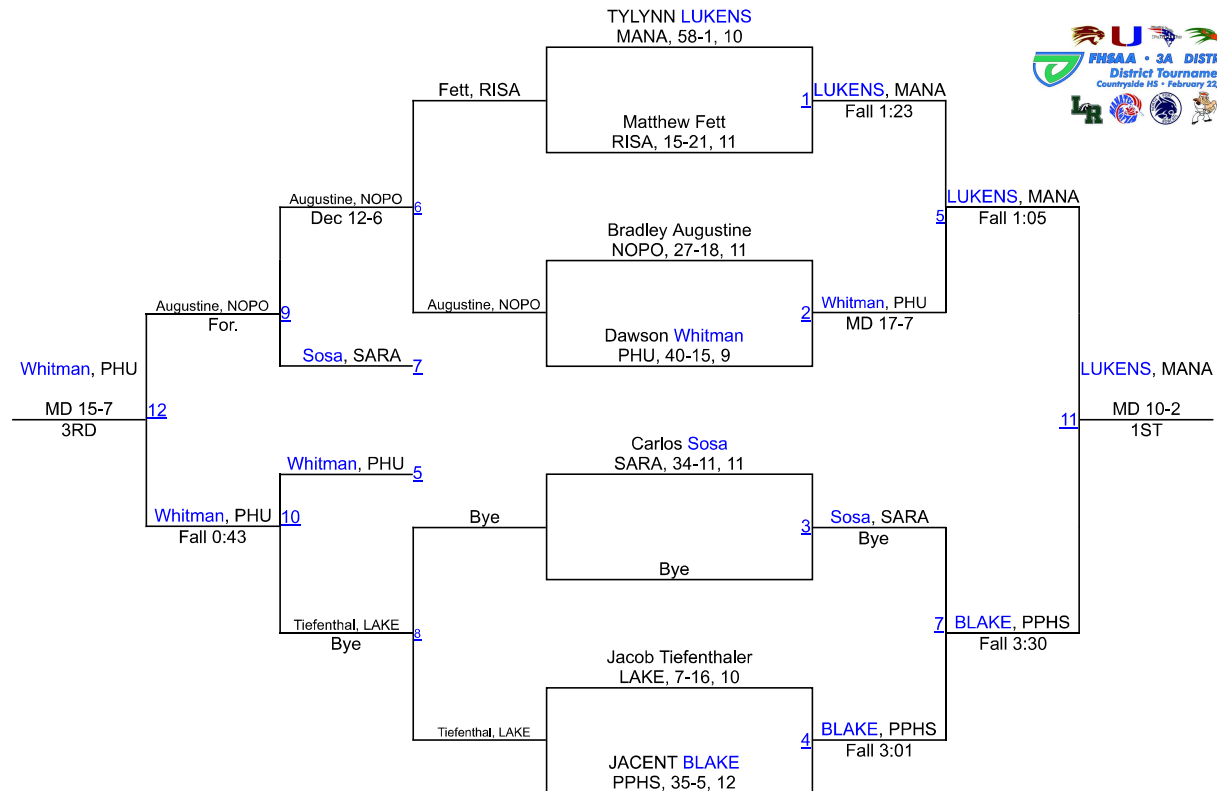 TYLYNN LUKENS
MANA, 58-1, 10
FHSAA • 3A DISTR
District Tourname
Countryside HS • February 22,
Fett, RISA
1
LUKENS, MANA
Fall 1:23
Matthew Fett
RISA, 15-21, 11
Augustine, NOPO
Dec 12-6
6
LUKENS, MANA
Fall 1:05
5
Bradley Augustine
NOPO, 27-18, 11
Augustine, NOPO
For.
9
Augustine, NOPO
2
Whitman, PHU
MD 17-7
Dawson Whitman
PHU, 40-15, 9
Sosa, SARA
7
Whitman, PHU
MD 15-7
3RD
12
LUKENS, MANA
MD 10-2
1ST
11
Carlos Sosa
SARA, 34-11, 11
Whitman, PHU
5
Whitman, PHU
Fall 0:43
10
Bye
3
Sosa, SARA
Bye
Bye
Tiefenthal, LAKE
Bye
8
7
BLAKE, PPHS
Fall 3:30
Jacob Tiefenthaler
LAKE, 7-16, 10
Tiefenthal, LAKE
4
BLAKE, PPHS
Fall 3:01
JACENT BLAKE
PPHS, 35-5, 12